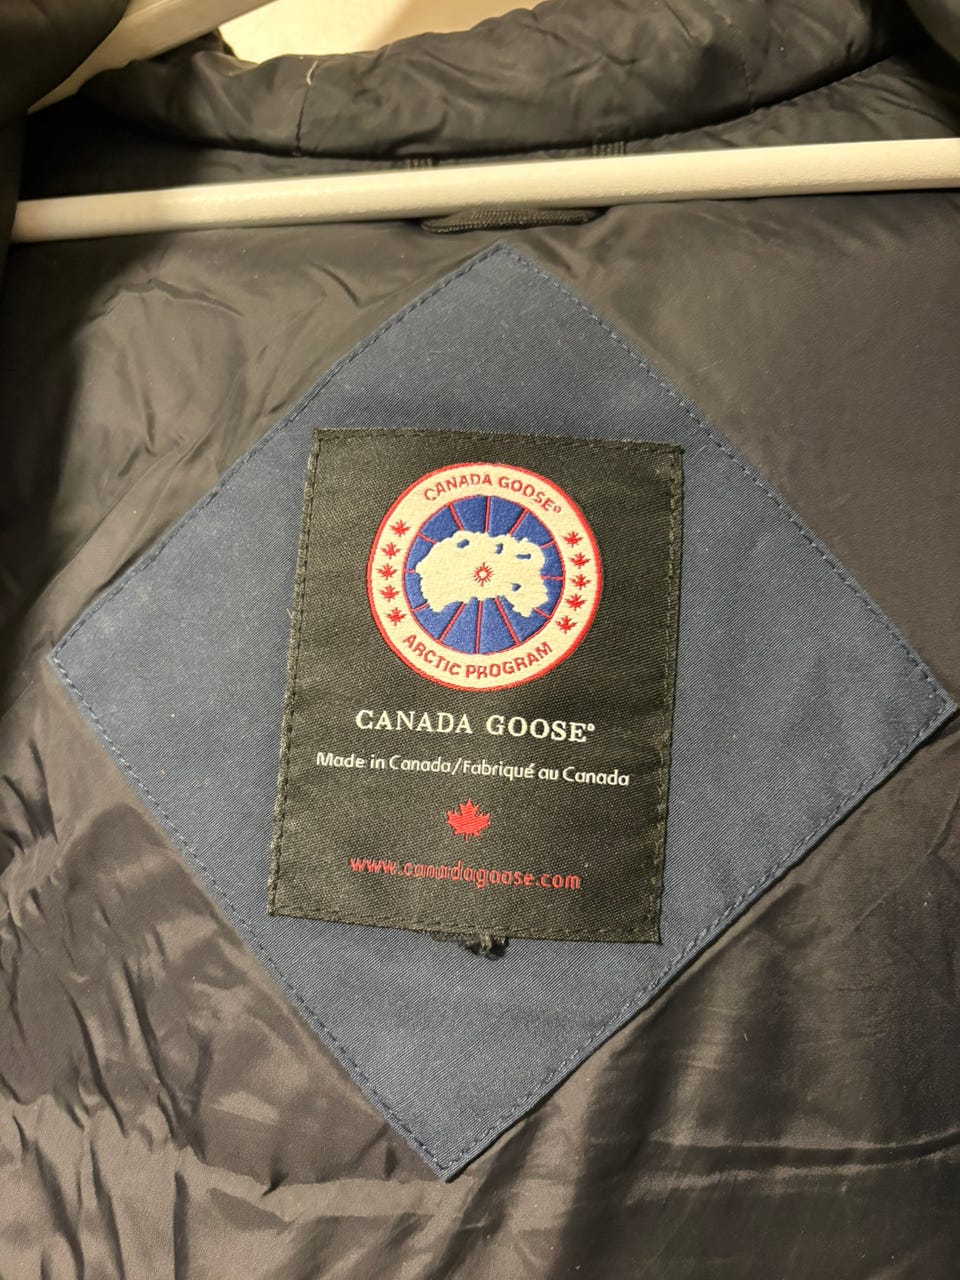 CANADA GOOSE®
ARCTIC PROGRAM
CANADA GOOSE®
Made in Canada/Fabriqué au Canada
www.canadagoose.com